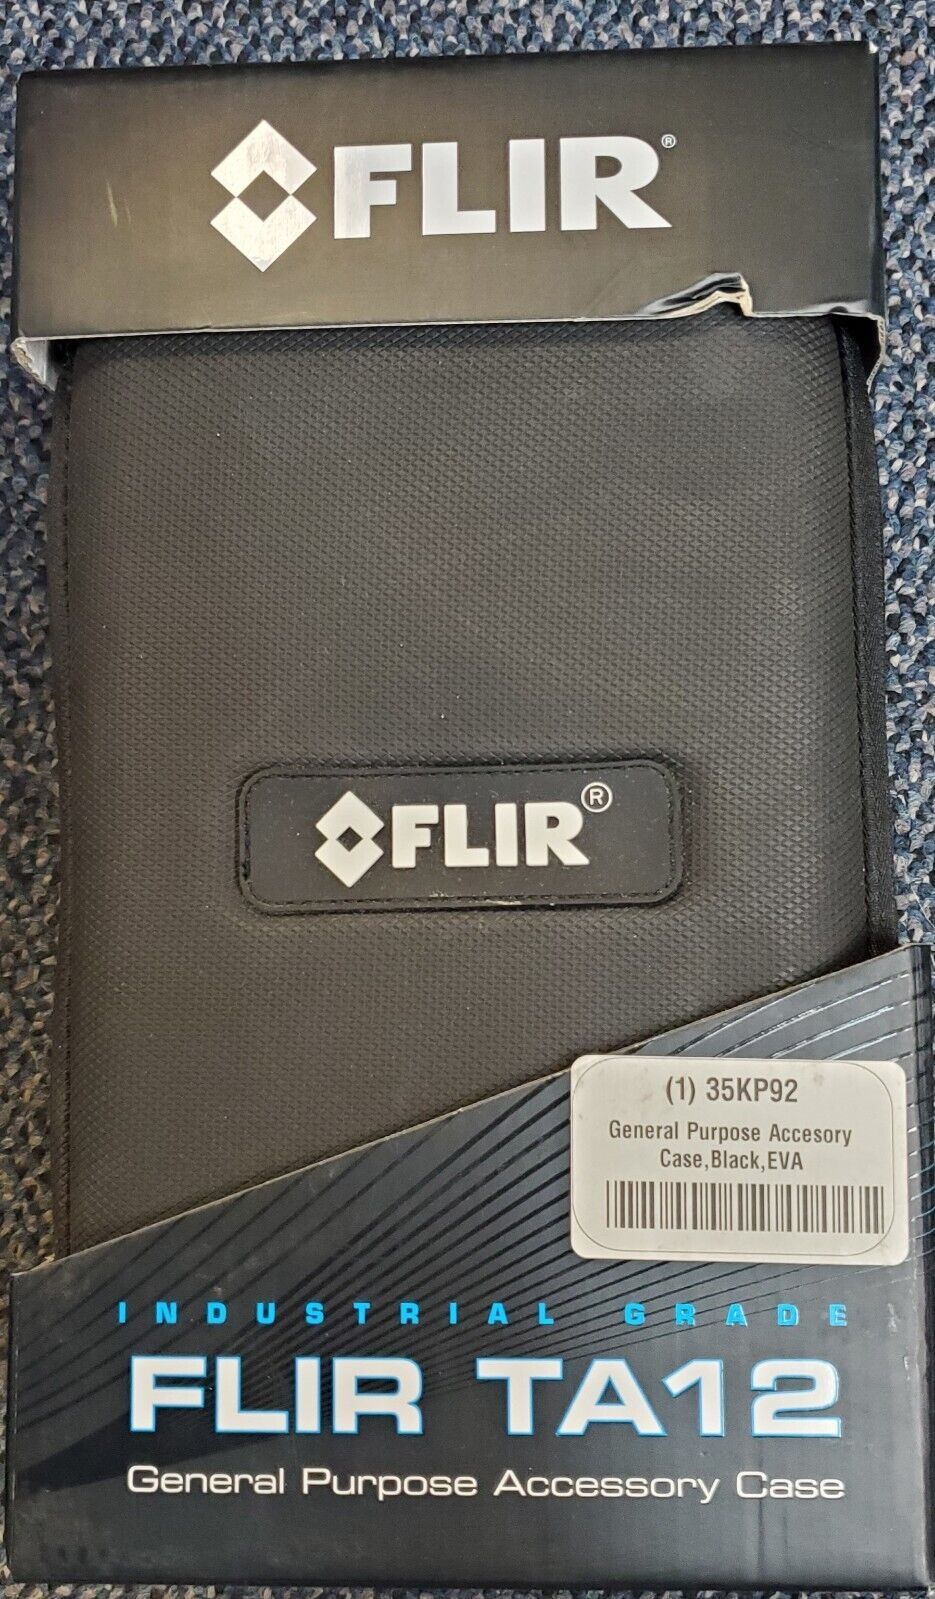 FLIR®
FLIR®
(1) 35KP92
General Purpose Accesory
Case,Black,EVA
INDUSTRIAL GRADE
FLIR TA12
General Purpose Accessory Case